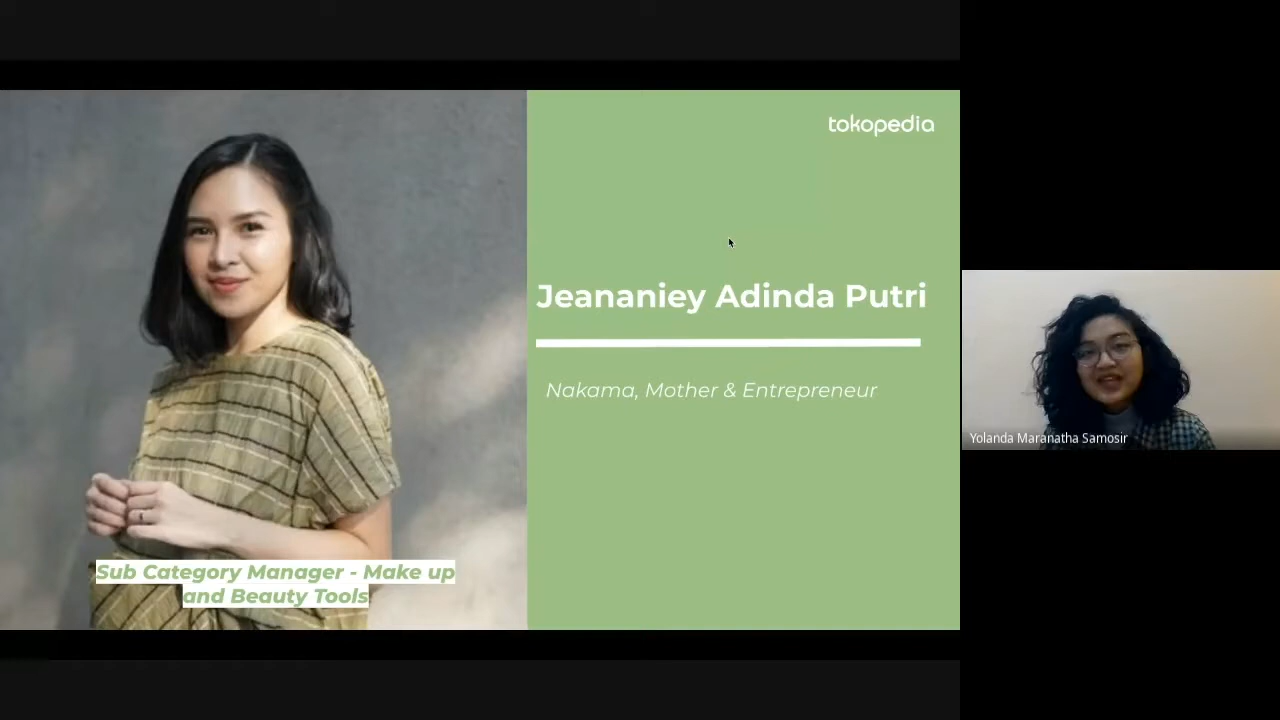 tokopedia
Jeananiey Adinda Putri
Nakama, Mother & Entrepreneur
Sub Category Manager - Make up
and Beauty Tools
Yolanda Maranatha Samosir